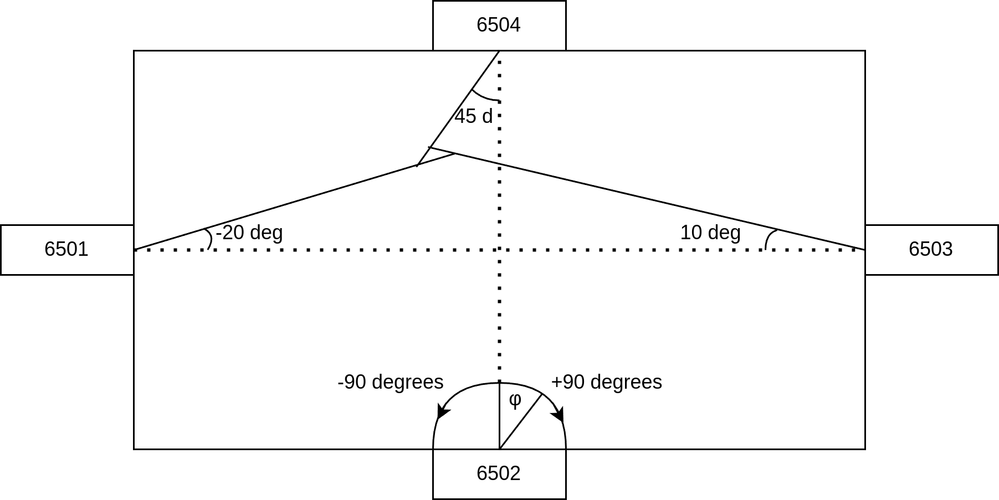 6504
45 d
-20 deg
10 deg
6501
6503
-90 degrees
+90 degrees
φ
6502